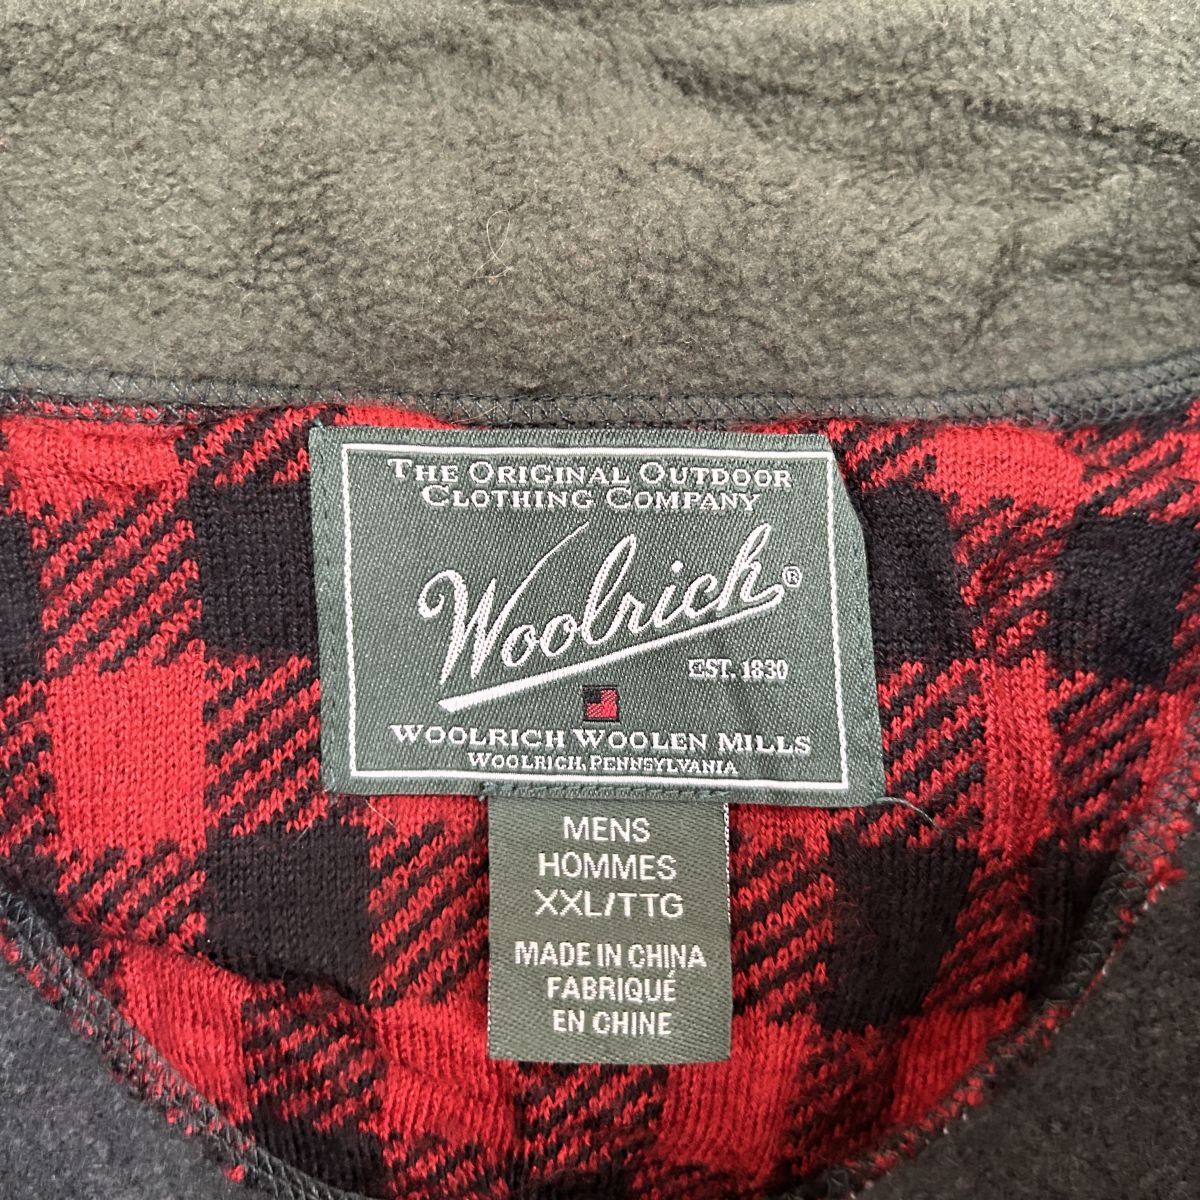 THE ORIGINAL OUTDOOR
CLOTHING COMPANY
Woolrich®
EST. 1830
WOOLRICH WOOLEN MILLS
WOOLRICH, PENNSYLVANIA
MENS
HOMMES
XXL/TTG
MADE IN CHINA
FABRIQUÉ
EN CHINE